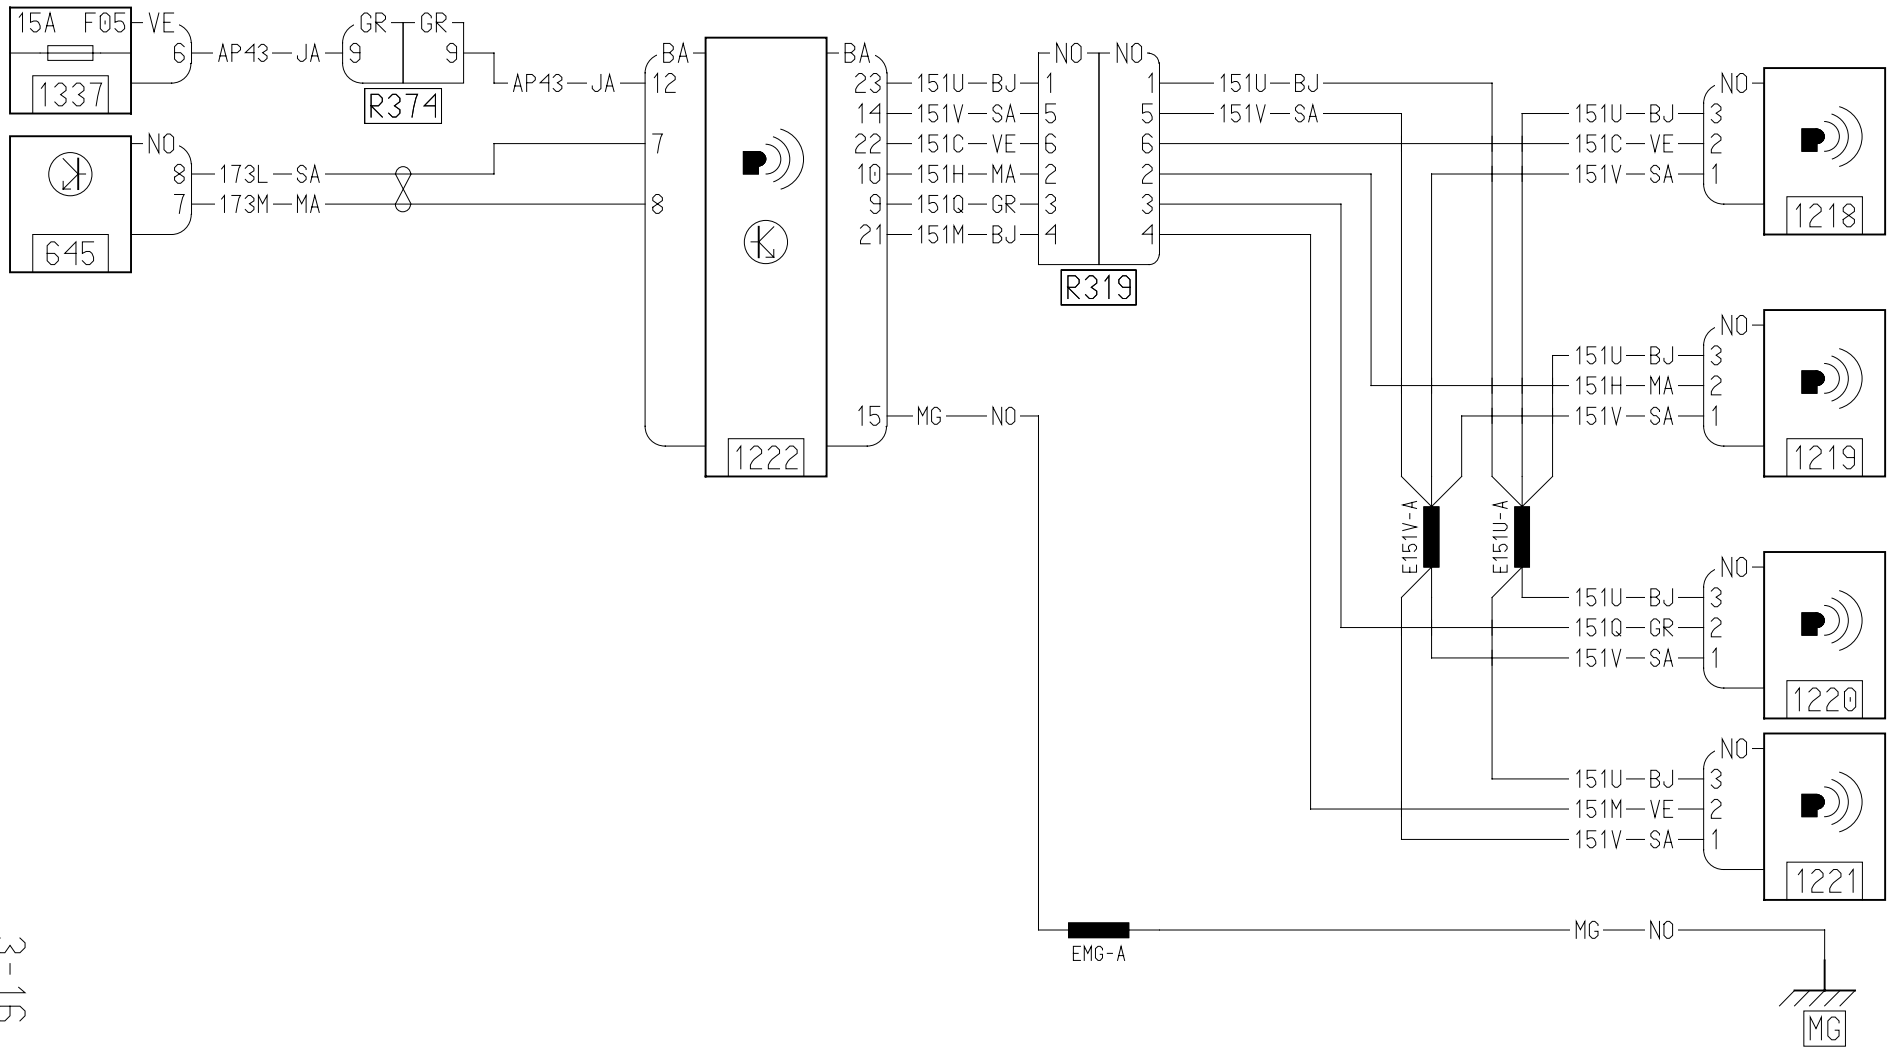 15A F05 VE
6 AP43 JA
1337
GR GR
9 9
R374
AP43 JA
NO
8 173L SA
7 173M MA
645
BA BA
12
7
8
1222
23 151U BJ
14 151V SA
22 151C VE
10 151H MA
9 151Q GR
21 151M BJ
15 MG NO
NO NO
1 1 151U BJ
5 5 151V SA
6 6
2 2
3 3
4 4
R319
NO
151U BJ 3
151C VE 2
151V SA 1
1218
NO
151U BJ 3
151H MA 2
151V SA 1
1219
E151V-A
E151U-A
NO
151U BJ 3
151Q GR 2
151V SA 1
1220
NO
151U BJ 3
151M VE 2
151V SA 1
1221
EMG-A
MG NO
MG
3-16